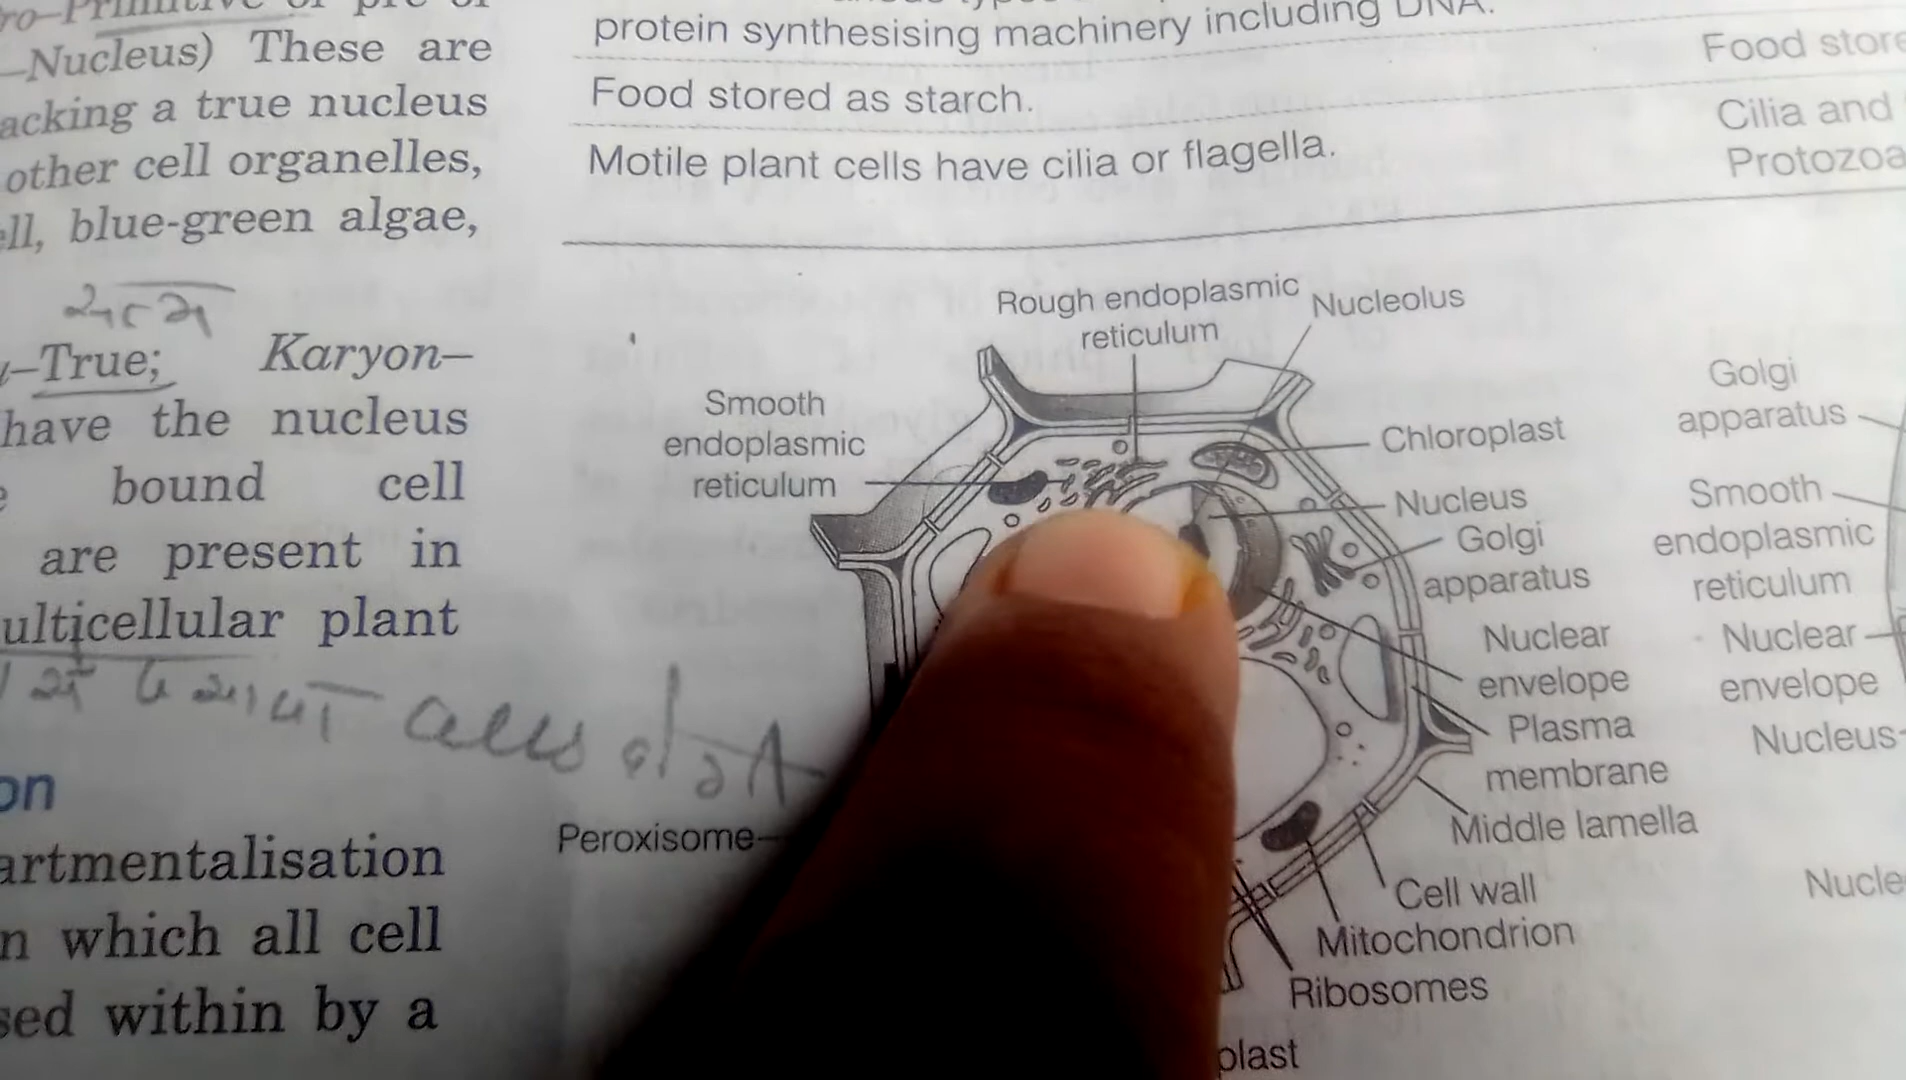 Nucleus) These are
acking a true nucleus
other cell organelles,
ell, blue-green algae,
True; Karyon–
have the nucleus
bound cell
are present in
ulticellular plant
cells
on
artmentalisation
n which all cell
sed within by a
protein synthesising machinery including DNA.
Food stored as starch.
Motile plant cells have cilia or flagella.
Food store
Cilia and
Protozoa
Rough endoplasmic
reticulum
Nucleolus
Smooth
endoplasmic
reticulum
Chloroplast
Nucleus
Golgi
apparatus
Nuclear
envelope
Plasma
membrane
Middle lamella
Cell wall
Mitochondrion
Ribosomes
plast
Peroxisome
Golgi
apparatus
Smooth
endoplasmic
reticulum
Nuclear
envelope
Nucleus
Nucle